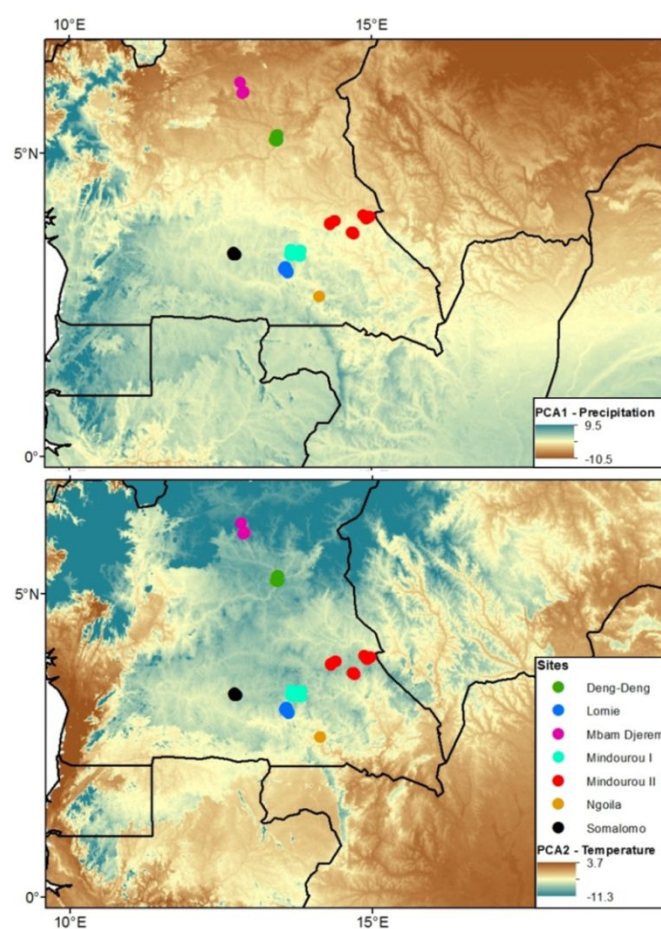 10°E 15°E
5°N
0°
PCA1 - Precipitation
9.5
-10.5
5°N
0°
Sites
Deng-Deng
Lomie
Mbam Djerem
Mindourou I
Mindourou II
Ngoila
Somalomo
PCA2 - Temperature
3.7
-11.3
10°E 15°E